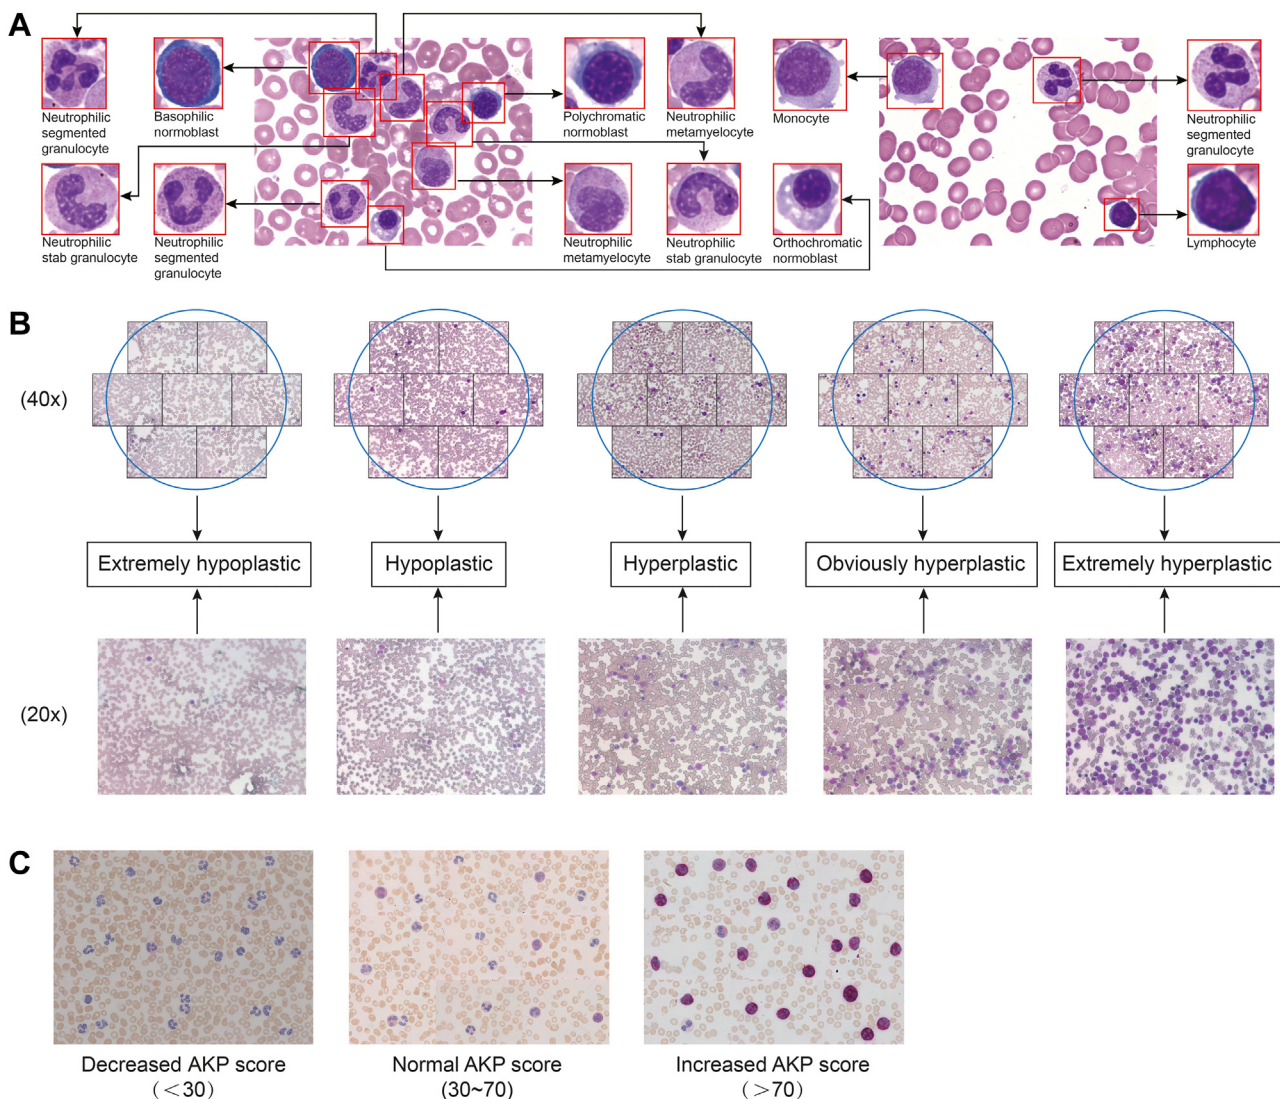 A
Neutrophilic
segmented
granulocyte
Basophilic
normoblast
Polychromatic
normoblast
Neutrophilic
metamyelocyte
Monocyte
Neutrophilic
segmented
granulocyte
Neutrophilic
stab granulocyte
Neutrophilic
segmented
granulocyte
Neutrophilic
metamyelocyte
Neutrophilic
stab granulocyte
Orthochromatic
normoblast
Lymphocyte
B
(40x)
Extremely hypoplastic
Hypoplastic
Hyperplastic
Obviously hyperplastic
Extremely hyperplastic
(20x)
C
Decreased AKP score
(<30)
Normal AKP score
(30~70)
Increased AKP score
(>70)